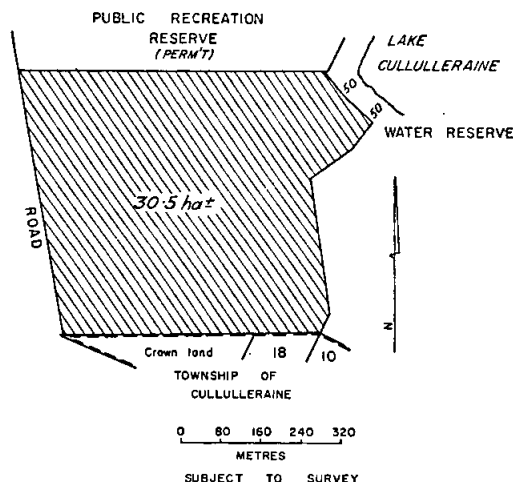 PUBLIC RECREATION
RESERVE
(PERM'T)
LAKE
CULLULLERAINE
50
50
WATER RESERVE
30·5 ha±
ROAD
N
Crown land
18
10
TOWNSHIP OF
CULLULLERAINE
0 80 160 240 320
METRES
SUBJECT TO SURVEY